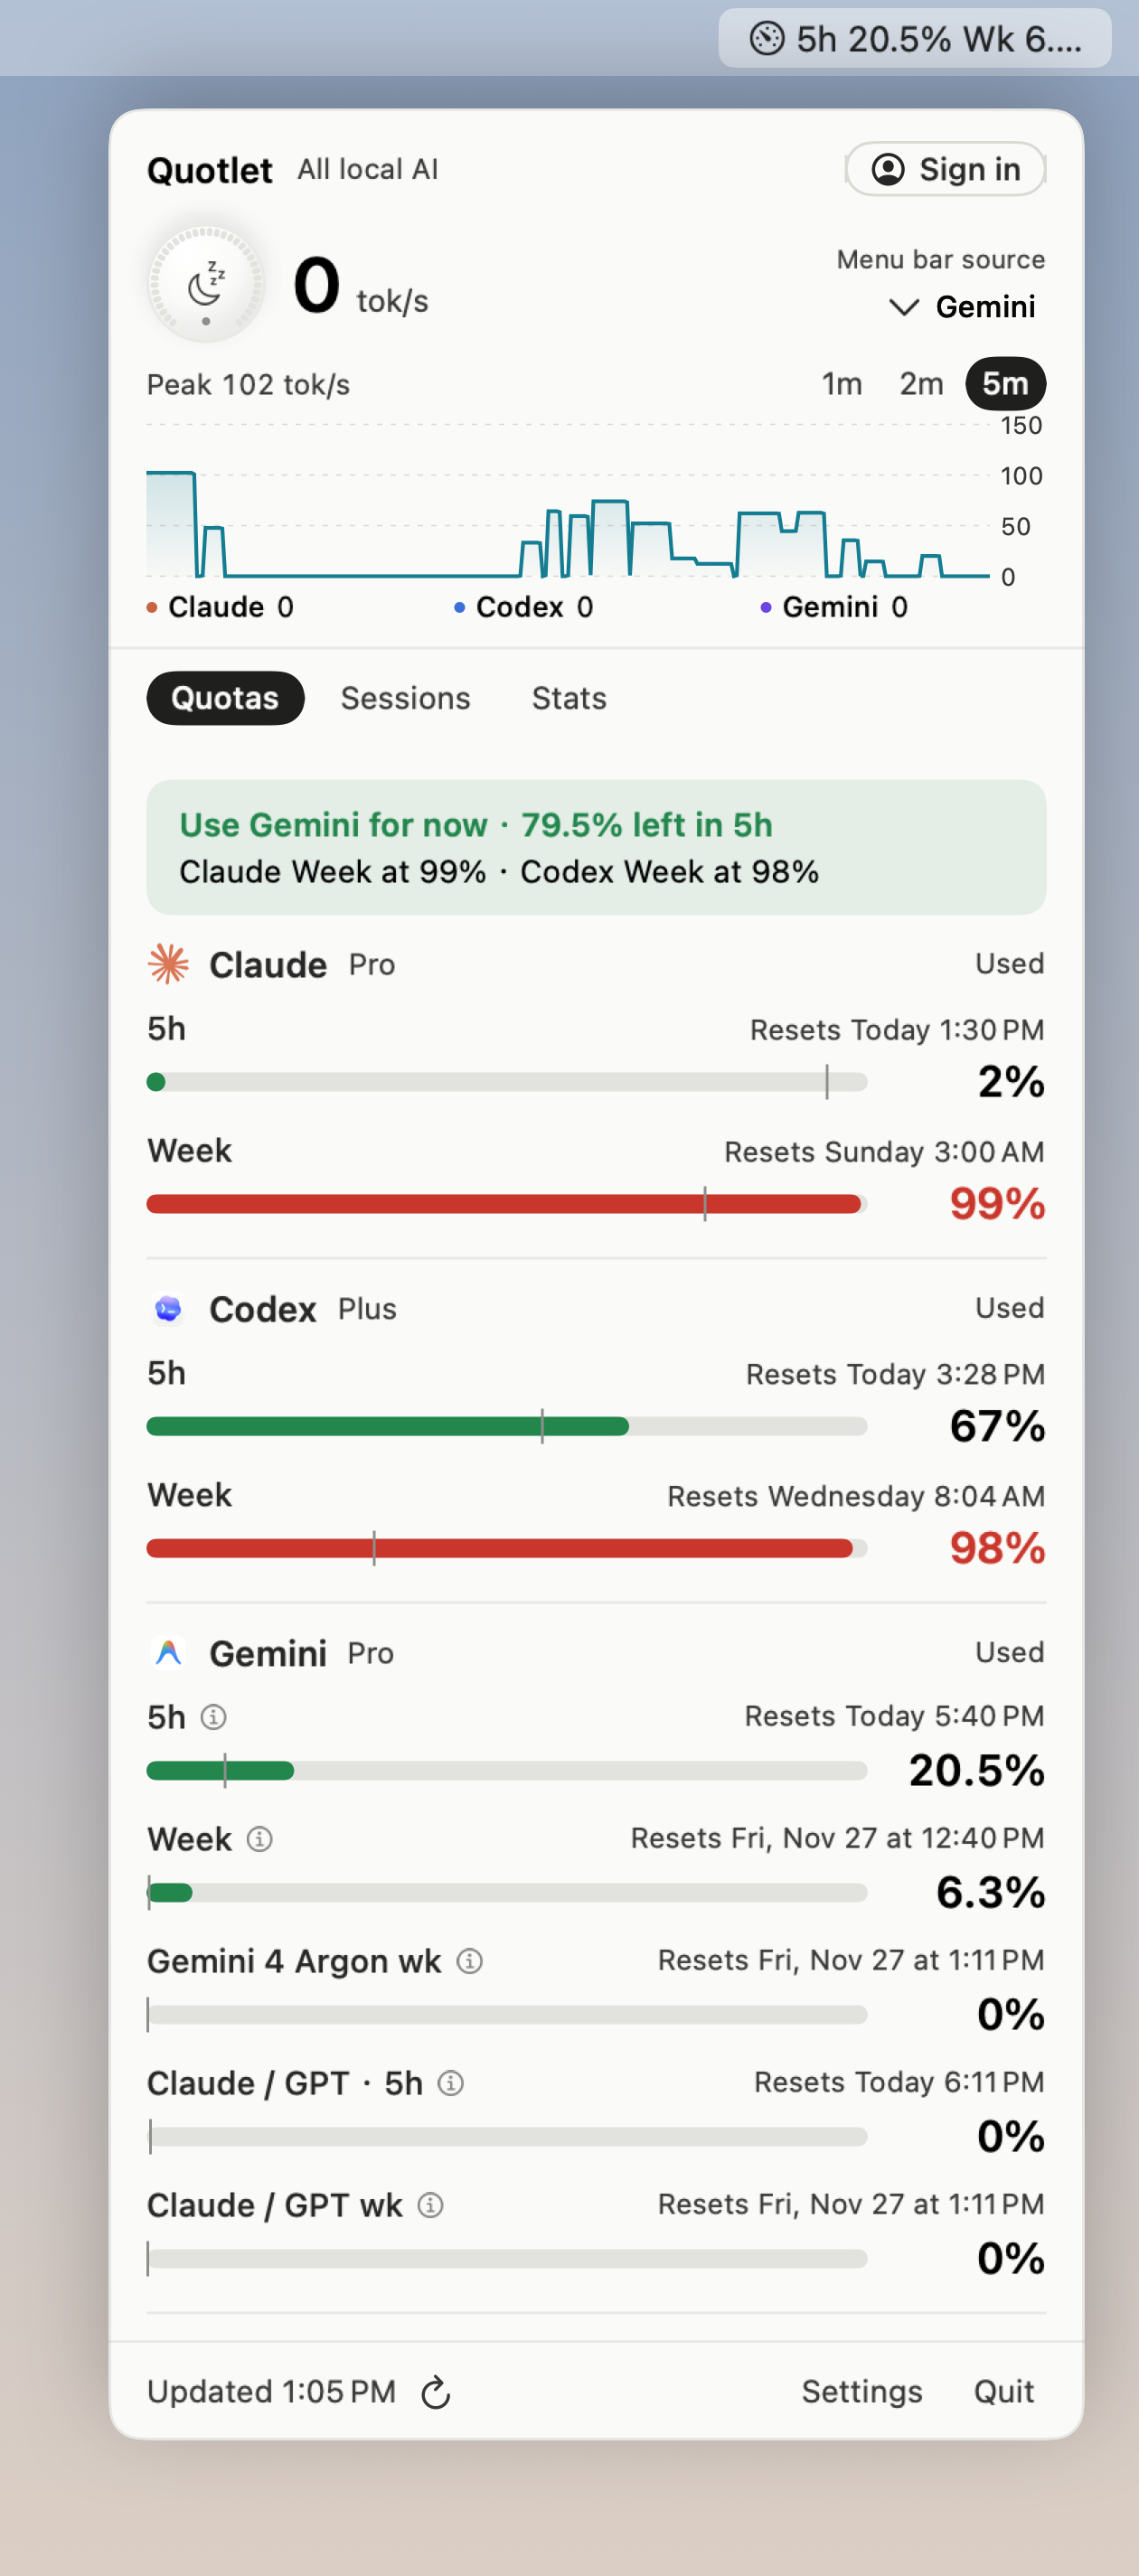 5h 20.5% Wk 6....
Quotlet All local AI Sign in
zzz
0 tok/s
Menu bar source
Gemini
Peak 102 tok/s 1m 2m 5m
150
100
50
0
Claude 0 Codex 0 Gemini 0
Quotas Sessions Stats
Use Gemini for now · 79.5% left in 5h
Claude Week at 99% · Codex Week at 98%
Claude Pro Used
5h Resets Today 1:30 PM
2%
Week Resets Sunday 3:00 AM
99%
Codex Plus Used
5h Resets Today 3:28 PM
67%
Week Resets Wednesday 8:04 AM
98%
Gemini Pro Used
5h Resets Today 5:40 PM
20.5%
Week Resets Fri, Nov 27 at 12:40 PM
6.3%
Gemini 4 Argon wk Resets Fri, Nov 27 at 1:11 PM
0%
Claude / GPT · 5h Resets Today 6:11 PM
0%
Claude / GPT wk Resets Fri, Nov 27 at 1:11 PM
0%
Updated 1:05 PM Settings Quit